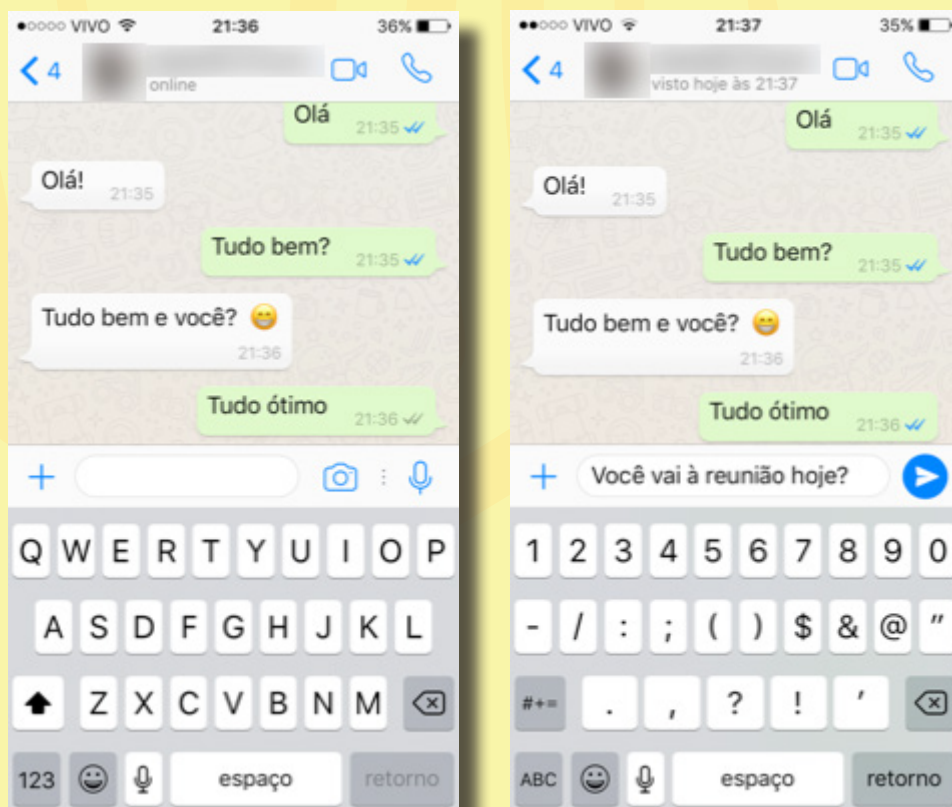 VIVO 21:36 36%
4
online
Olá 21:35
Olá! 21:35
Tudo bem? 21:35
Tudo bem e você? 😁
21:36
Tudo ótimo 21:36
Q W E R T Y U I O P
A S D F G H J K L
Z X C V B N M
123 espaço retorno
VIVO 21:37 35%
4
visto hoje às 21:37
Olá 21:35
Olá! 21:35
Tudo bem? 21:35
Tudo bem e você? 😁
21:36
Tudo ótimo 21:36
Você vai à reunião hoje?
1 2 3 4 5 6 7 8 9 0
- / : ; ( ) $ & @ "
#+= . , ? ! '
ABC espaço retorno